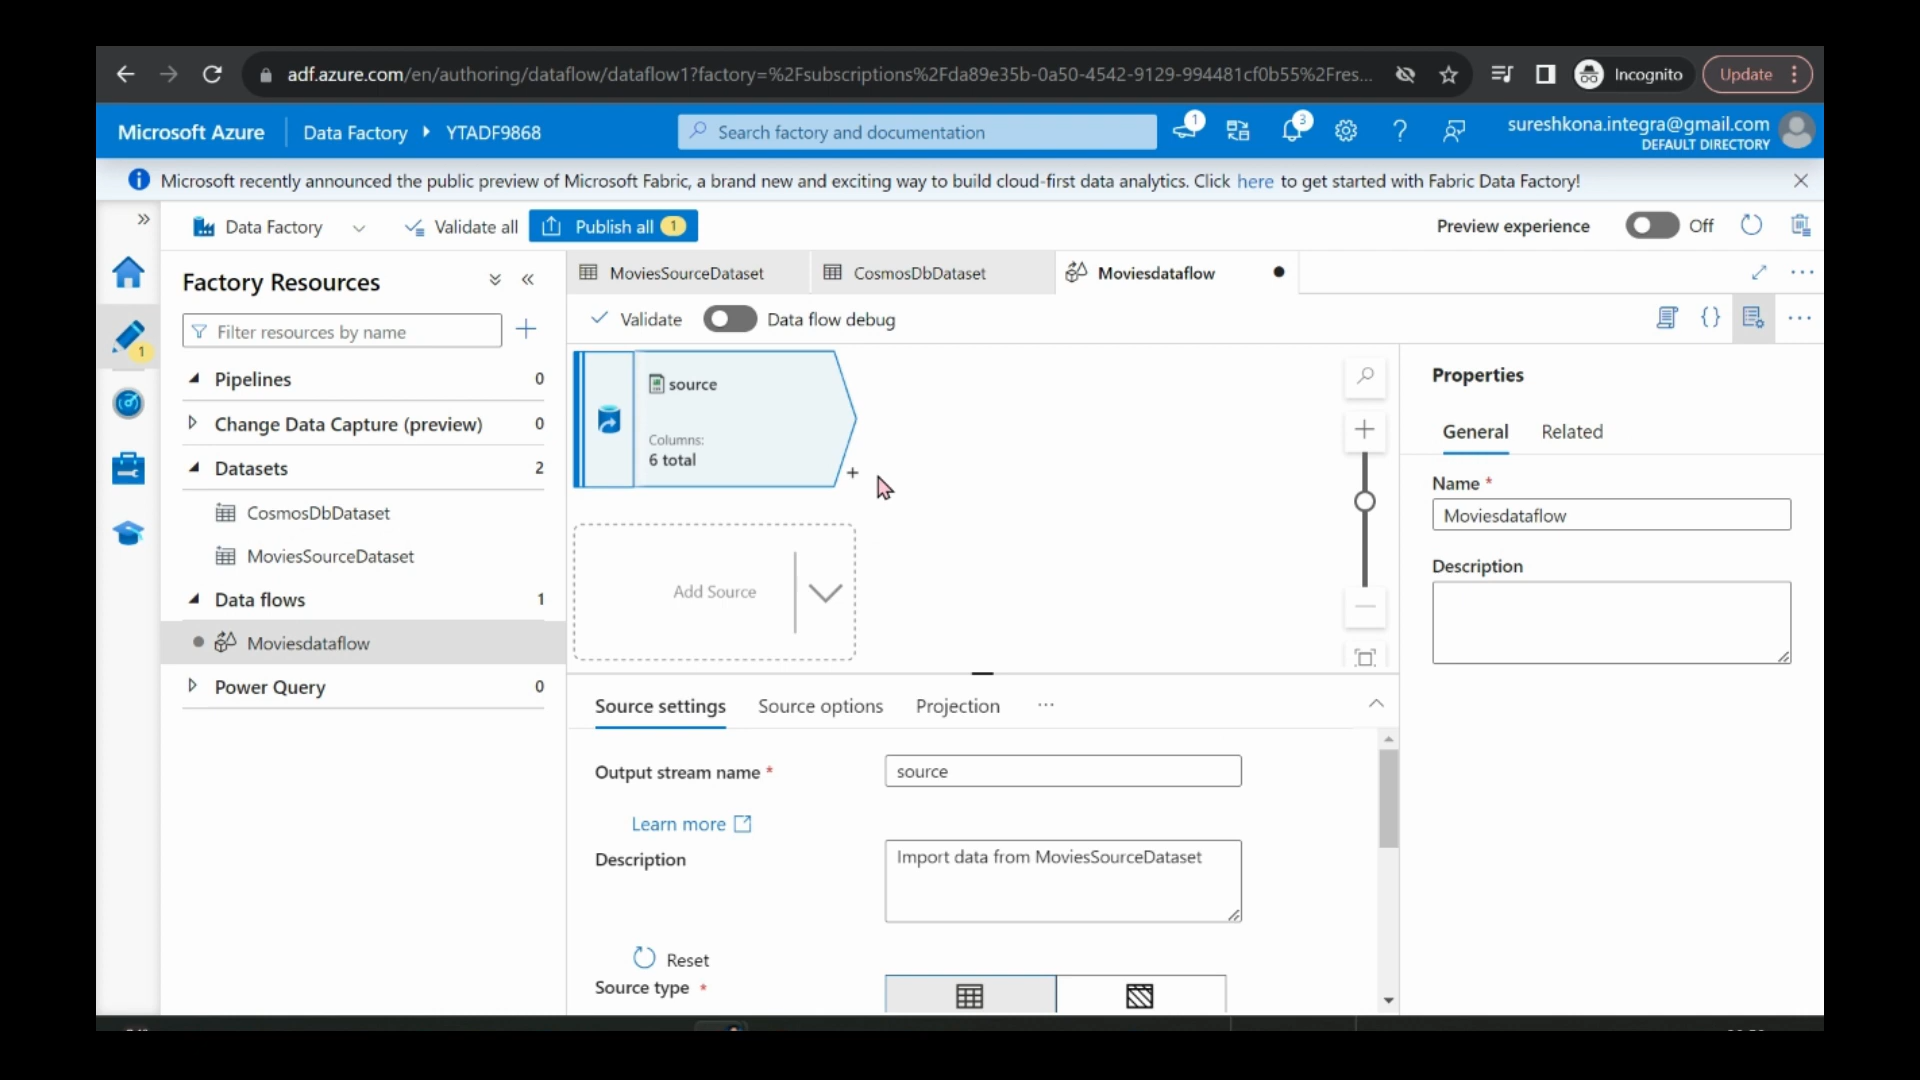 adf.azure.com/en/authoring/dataflow/dataflow1?factory=%2Fsubscriptions%2Fda89e35b-0a50-4542-9129-994481cf0b55%2Fres...
Incognito
Update
Microsoft Azure
Data Factory
YTADF9868
Search factory and documentation
1
3
sureshkona.integra@gmail.com
DEFAULT DIRECTORY
Microsoft recently announced the public preview of Microsoft Fabric, a brand new and exciting way to build cloud-first data analytics. Click here to get started with Fabric Data Factory!
Data Factory
Validate all
Publish all 1
Preview experience
Off
Factory Resources
MoviesSourceDataset
CosmosDbDataset
Moviesdataflow
Filter resources by name
Validate
Data flow debug
1
Pipelines 0
Change Data Capture (preview) 0
Datasets 2
CosmosDbDataset
MoviesSourceDataset
Data flows 1
Moviesdataflow
Power Query 0
source
Columns:
6 total
Add Source
Properties
General
Related
Name *
Moviesdataflow
Description
Source settings
Source options
Projection
...
Output stream name *
source
Learn more
Description
Import data from MoviesSourceDataset
Reset
Source type *